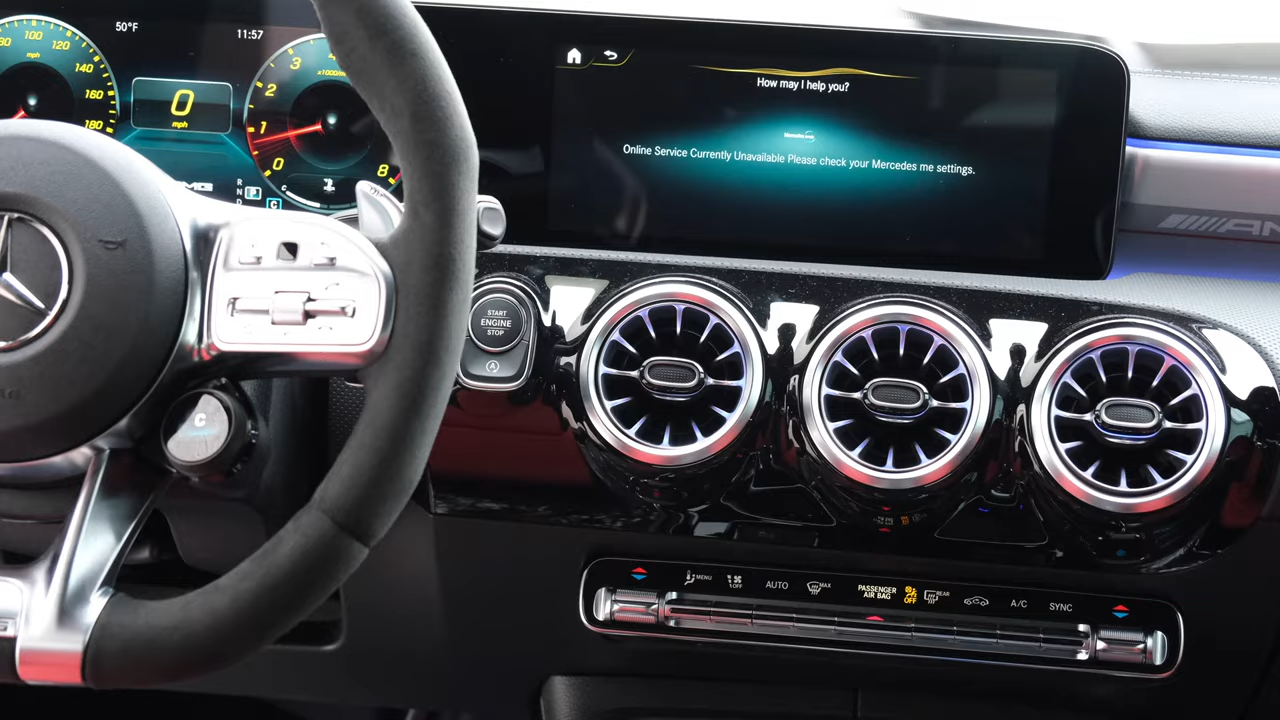 50°F
11:57
80
100
120
140
160
180
mph
0
mph
0
1
2
3
4
8
R
N
P
D
C
C
How may I help you?
Online Service Currently Unavailable Please check your Mercedes me settings.
START
ENGINE
STOP
A
C
MENU
OFF
AUTO
MAX
PASSENGER
AIR BAG
OFF
REAR
A/C
SYNC